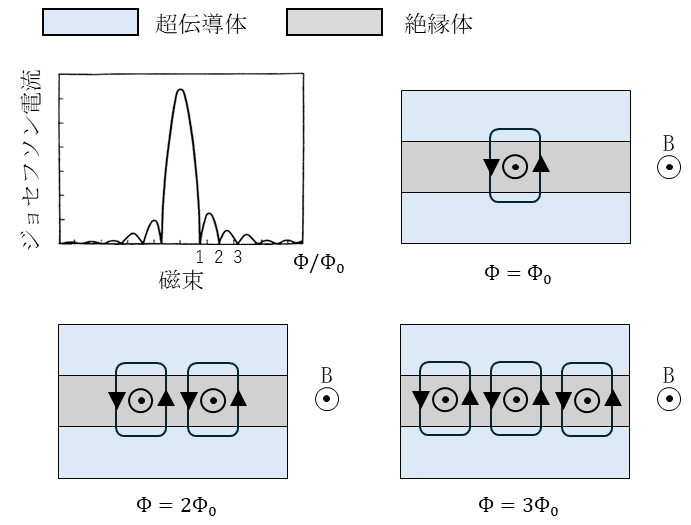 超伝導体
絶縁体
ジョセフソン電流
1 2 3
Φ/Φ₀
磁束
B
Φ = Φ₀
B
Φ = 2Φ₀
B
Φ = 3Φ₀